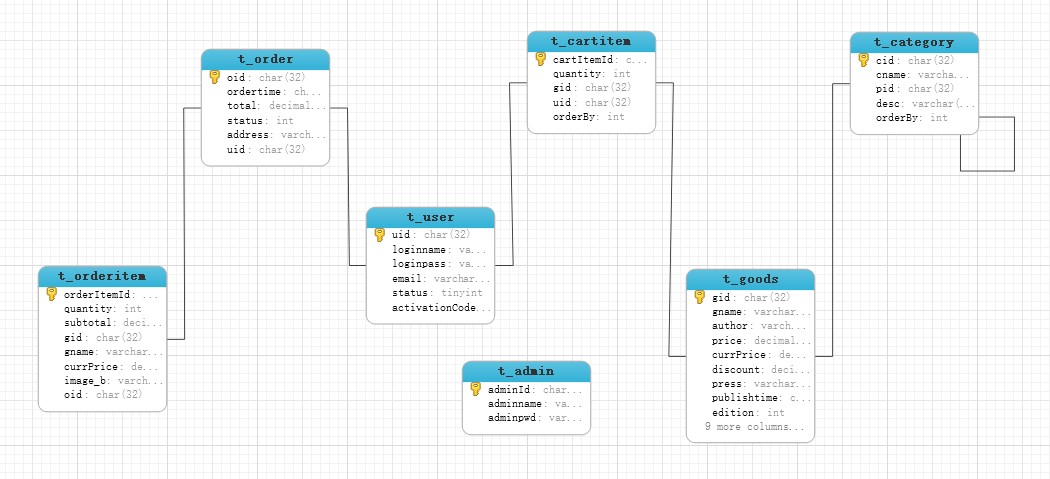 t_order
oid: char(32)
ordertime: ch...
total: decimal...
status: int
address: varch...
uid: char(32)
t_cartitem
cartItemId: c...
quantity: int
gid: char(32)
uid: char(32)
orderBy: int
t_category
cid: char(32)
cname: varcha...
pid: char(32)
desc: varchar(...
orderBy: int
t_user
uid: char(32)
loginname: va...
loginpass: va...
email: varchar...
status: tinyint
activationCode...
t_orderitem
orderItemId: ...
quantity: int
subtotal: deci...
gid: char(32)
gname: varchar...
currPrice: de...
image_b: varch...
oid: char(32)
t_admin
adminId: char...
adminname: va...
adminpwd: var...
t_goods
gid: char(32)
gname: varchar...
author: varch...
price: decimal...
currPrice: de...
discount: deci...
press: varchar...
publishtime: c...
edition: int
9 more columns...